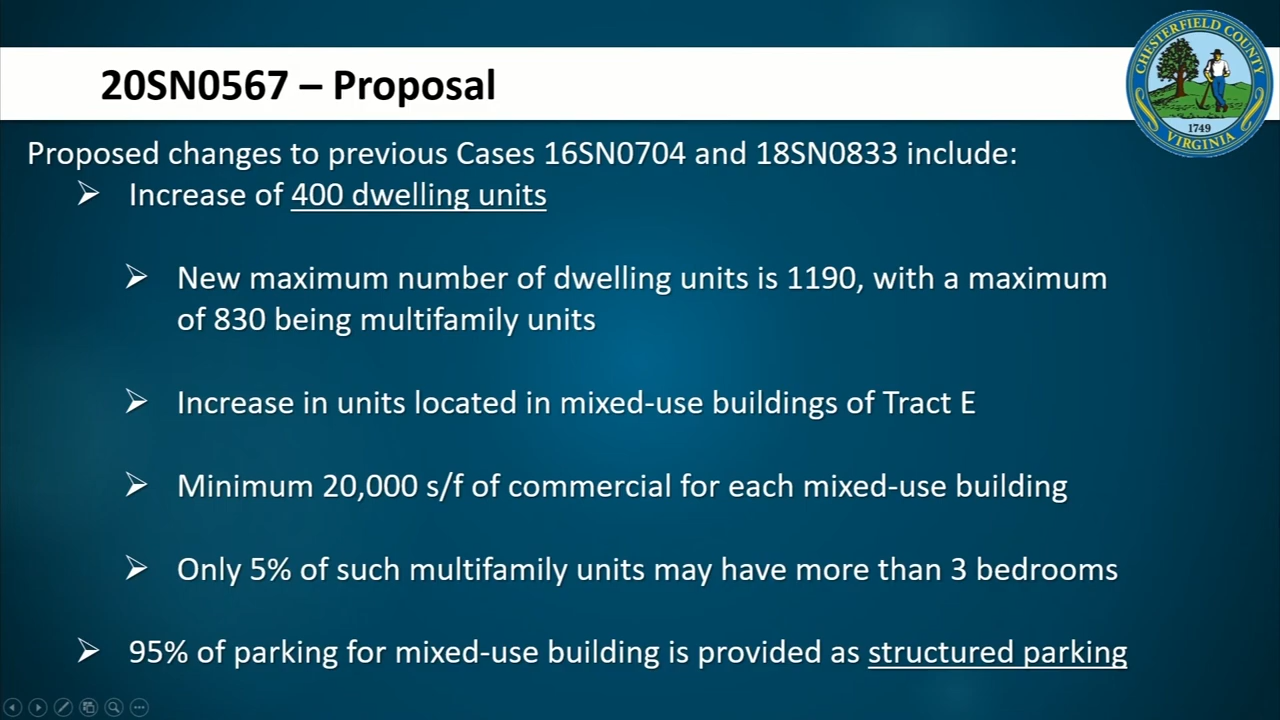 20SN0567 – Proposal
CHESTERFIELD COUNTY
1749
VIRGINIA
Proposed changes to previous Cases 16SN0704 and 18SN0833 include:
➢ Increase of 400 dwelling units
➢ New maximum number of dwelling units is 1190, with a maximum
of 830 being multifamily units
➢ Increase in units located in mixed-use buildings of Tract E
➢ Minimum 20,000 s/f of commercial for each mixed-use building
➢ Only 5% of such multifamily units may have more than 3 bedrooms
➢ 95% of parking for mixed-use building is provided as structured parking